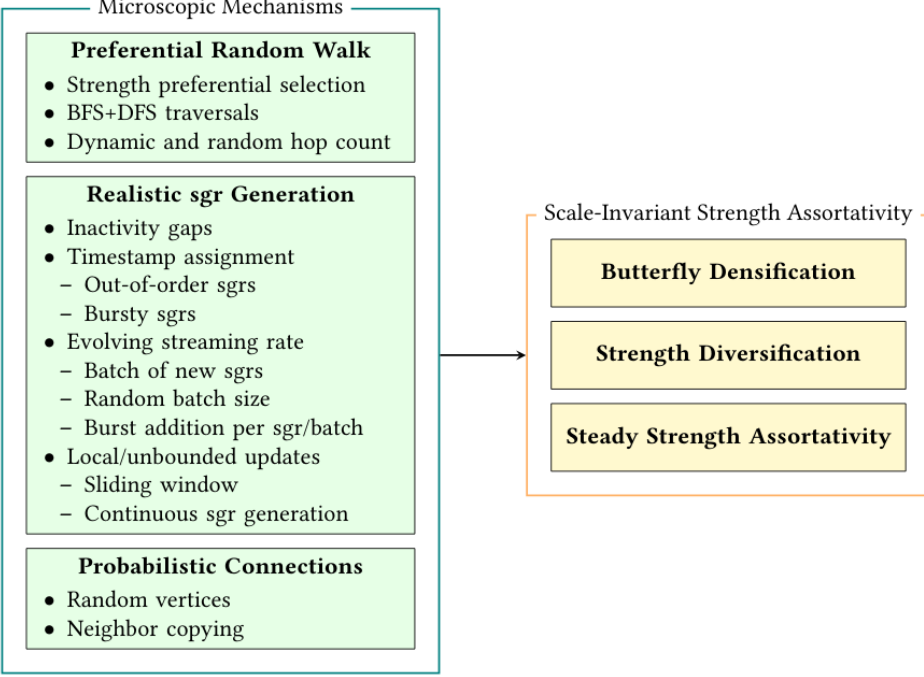 Microscopic Mechanisms
Preferential Random Walk
• Strength preferential selection
• BFS+DFS traversals
• Dynamic and random hop count
Realistic sgr Generation
• Inactivity gaps
• Timestamp assignment
– Out-of-order sgrs
– Bursty sgrs
• Evolving streaming rate
– Batch of new sgrs
– Random batch size
– Burst addition per sgr/batch
• Local/unbounded updates
– Sliding window
– Continuous sgr generation
Probabilistic Connections
• Random vertices
• Neighbor copying
Scale-Invariant Strength Assortativity
Butterfly Densification
Strength Diversification
Steady Strength Assortativity